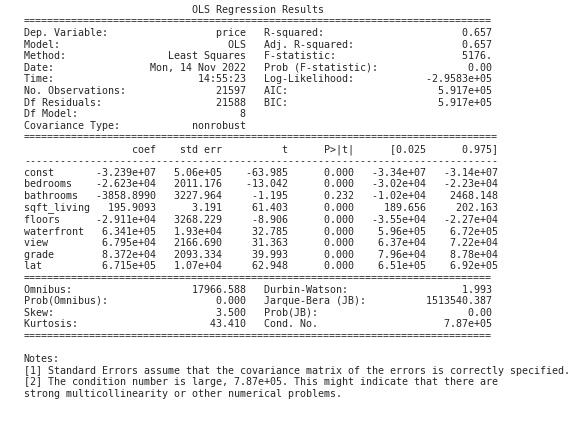 OLS Regression Results
==============================================================================
Dep. Variable:                  price   R-squared:                       0.657
Model:                            OLS   Adj. R-squared:                  0.657
Method:                 Least Squares   F-statistic:                     5176.
Date:                Mon, 14 Nov 2022   Prob (F-statistic):               0.00
Time:                        14:55:23   Log-Likelihood:            -2.9583e+05
No. Observations:               21597   AIC:                         5.917e+05
Df Residuals:                   21588   BIC:                         5.917e+05
Df Model:                           8
Covariance Type:            nonrobust
===============================================================================
                  coef    std err          t      P>|t|      [0.025      0.975]
-------------------------------------------------------------------------------
const       -3.239e+07   5.06e+05    -63.985      0.000   -3.34e+07   -3.14e+07
bedrooms    -2.623e+04   2011.176    -13.042      0.000   -3.02e+04   -2.23e+04
bathrooms   -3858.8990   3227.964     -1.195      0.232   -1.02e+04    2468.148
sqft_living   195.9093      3.191     61.403      0.000     189.656     202.163
floors      -2.911e+04   3268.229     -8.906      0.000   -3.55e+04   -2.27e+04
waterfront   6.341e+05   1.93e+04     32.785      0.000    5.96e+05    6.72e+05
view         6.795e+04   2166.690     31.363      0.000    6.37e+04    7.22e+04
grade        8.372e+04   2093.334     39.993      0.000    7.96e+04    8.78e+04
lat          6.715e+05   1.07e+04     62.948      0.000    6.51e+05    6.92e+05
==============================================================================
Omnibus:                    17966.588   Durbin-Watson:                   1.993
Prob(Omnibus):                  0.000   Jarque-Bera (JB):          1513540.387
Skew:                           3.500   Prob(JB):                         0.00
Kurtosis:                      43.410   Cond. No.                     7.87e+05
==============================================================================
Notes:
[1] Standard Errors assume that the covariance matrix of the errors is correctly specified.
[2] The condition number is large, 7.87e+05. This might indicate that there are
strong multicollinearity or other numerical problems.